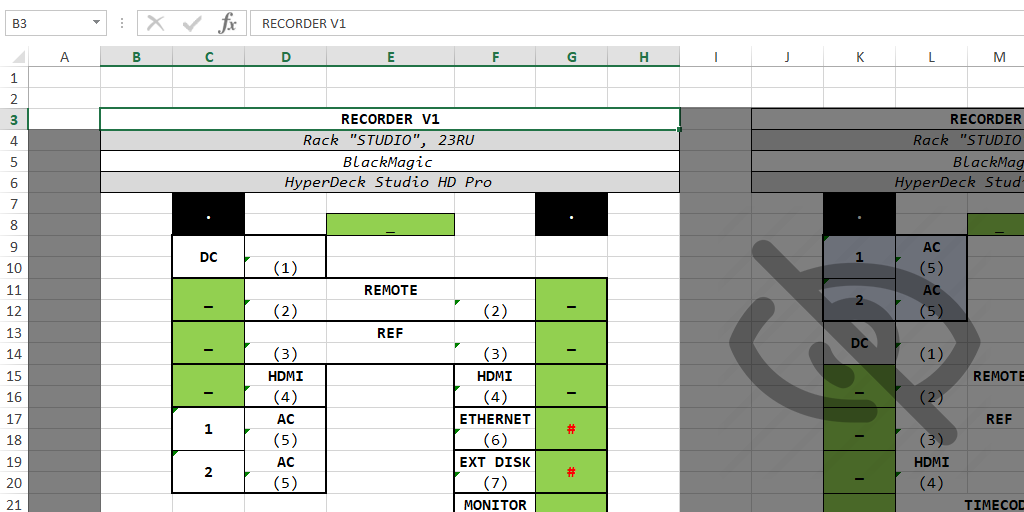 B3 fx RECORDER V1
A B C D E F G H I J K L M
1
2
3 RECORDER V1 RECORDER
4 Rack "STUDIO", 23RU Rack "STUDIO
5 BlackMagic BlackMag
6 HyperDeck Studio HD Pro HyperDeck Stud
7 . . .
8 _ _
9 DC 1 AC
10 (1) (5)
11 _ REMOTE _ 2 AC
12 (2) (2) (5)
13 _ REF _ DC
14 (3) (3) (1)
15 _ HDMI HDMI _ _ REMOTE
16 (4) (4) (2)
17 1 AC ETHERNET # _ REF
18 (5) (6) (3)
19 2 AC EXT DISK # _ HDMI
20 (5) (7) (4)
21 MONITOR TIMECOD